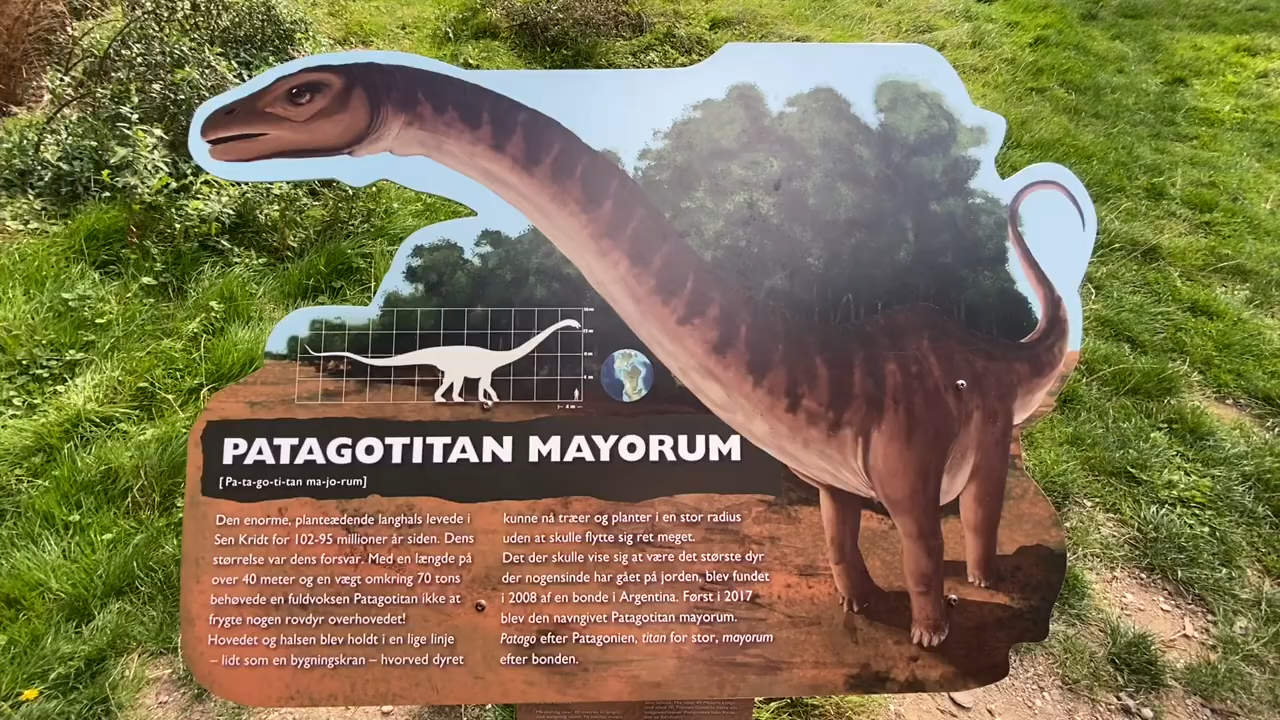 PATAGOTITAN MAYORUM
[Pa-ta-go-ti-tan ma-jo-rum]
Den enorme, planteædende langhals levede i
Sen Kridt for 102-95 millioner år siden. Dens
størrelse var dens forsvar. Med en længde på
over 40 meter og en vægt omkring 70 tons
behøvede en fuldvoksen Patagotitan ikke at
frygte nogen rovdyr overhovedet!
Hovedet og halsen blev holdt i en lige linje
– lidt som en bygningskran – hvorved dyret
kunne nå træer og planter i en stor radius
uden at skulle flytte sig ret meget.
Det der skulle vise sig at være det største dyr
der nogensinde har gået på jorden, blev fundet
i 2008 af en bonde i Argentina. Først i 2017
blev den navngivet Patagotitan mayorum.
Patago efter Patagonien, titan for stor, mayorum
efter bonden.